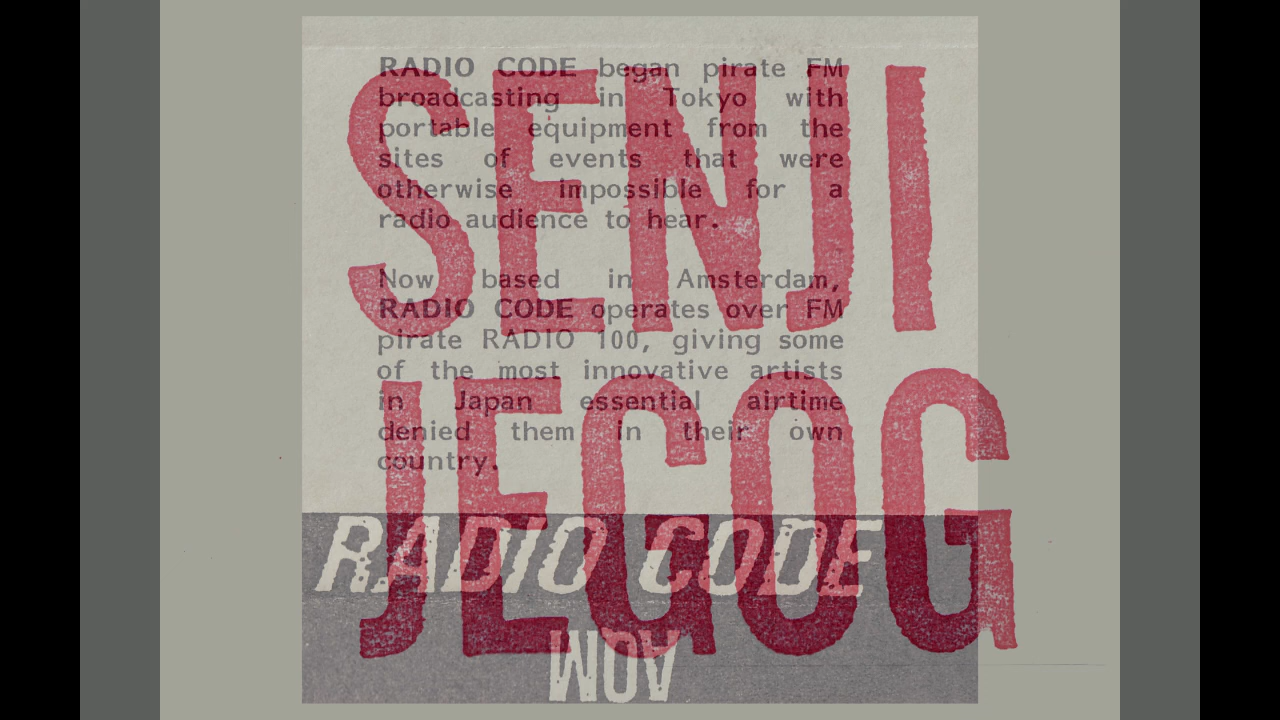 SENJI
JEGOG
RADIO CODE began pirate FM
broadcasting in Tokyo with
portable equipment from the
sites of events that were
otherwise impossible for a
radio audience to hear.
Now based in Amsterdam,
RADIO CODE operates over FM
pirate RADIO 100, giving some
of the most innovative artists
in Japan essential airtime
denied them in their own
country.
RADIO CODE